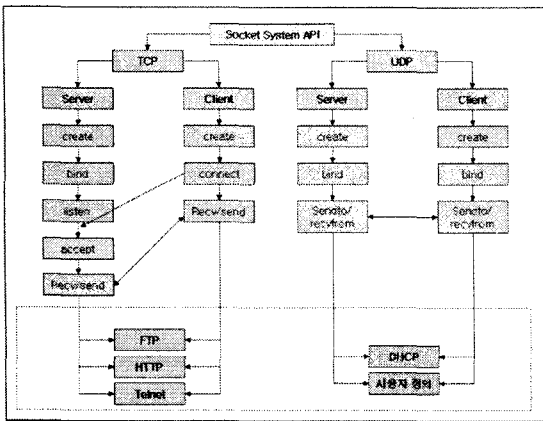 Socket System API
TCP
UDP
Server
Client
Server
Client
create
create
create
create
bind
connect
bind
bind
listen
Recv/send
Sendto/
recvfrom
Sendto/
recvfrom
accept
Recv/send
FTP
HTTP
Telnet
DHCP
사용자 정의